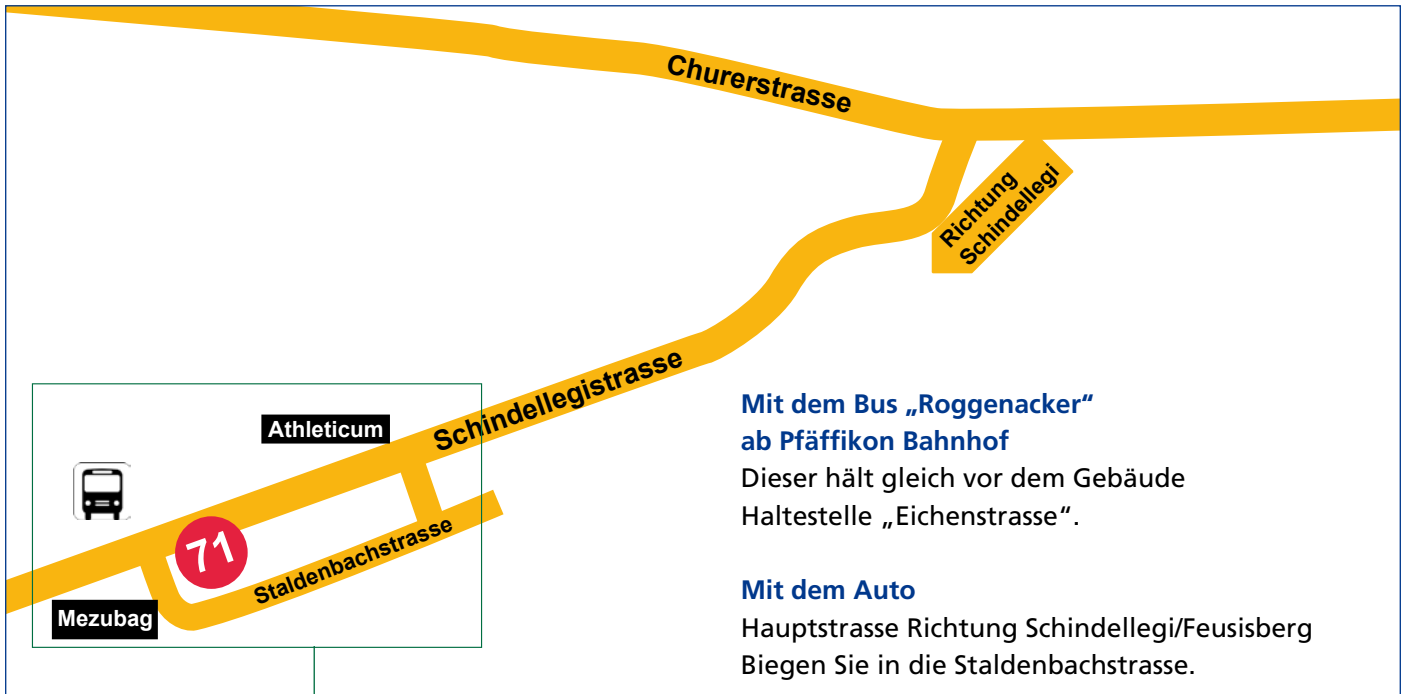 Churerstrasse
Richtung
Schindellegi
Schindellegistrasse
Athleticum
71
Staldenbachstrasse
Mezubag
Mit dem Bus „Roggenacker“
ab Pfäffikon Bahnhof
Dieser hält gleich vor dem Gebäude
Haltestelle „Eichenstrasse“.
Mit dem Auto
Hauptstrasse Richtung Schindellegi/Feusisberg
Biegen Sie in die Staldenbachstrasse.